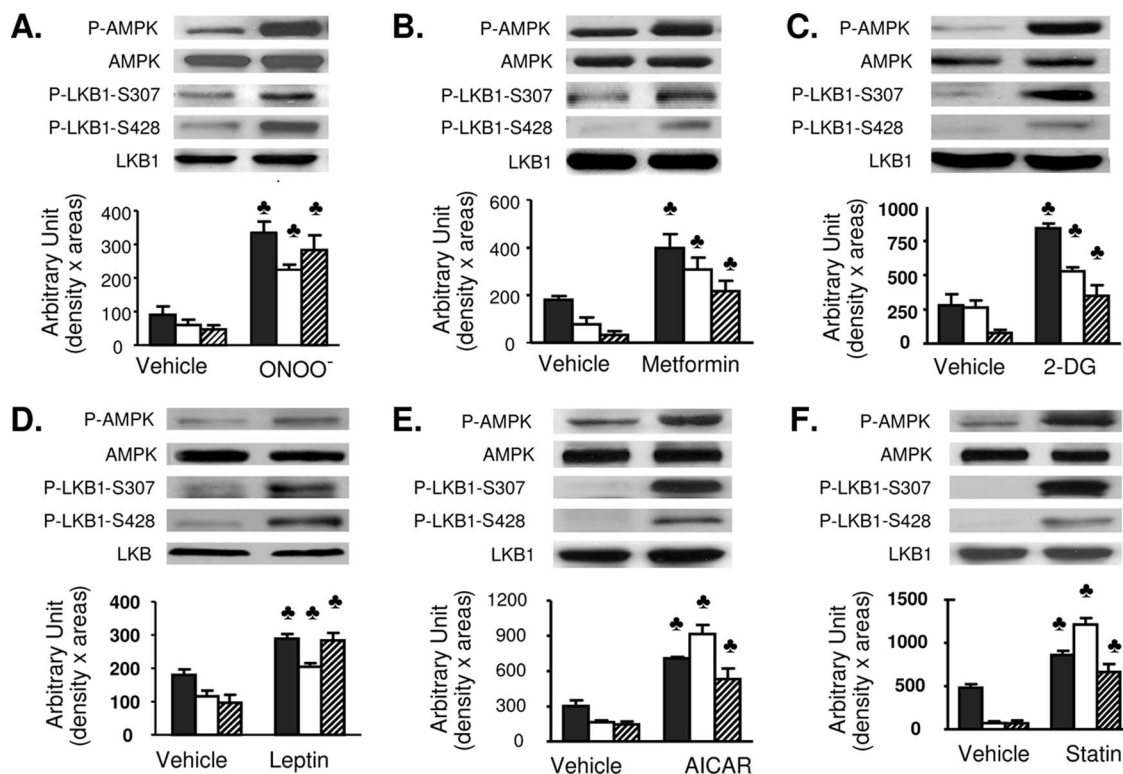 A.
P-AMPK
AMPK
P-LKB1-S307
P-LKB1-S428
LKB1
Arbitrary Unit
(density x areas)
400
300
200
100
0
Vehicle
ONOO⁻
B.
P-AMPK
AMPK
P-LKB1-S307
P-LKB1-S428
LKB1
Arbitrary Unit
(density x areas)
600
400
200
0
Vehicle
Metformin
C.
P-AMPK
AMPK
P-LKB1-S307
P-LKB1-S428
LKB1
Arbitrary Unit
(density x areas)
1000
750
500
250
0
Vehicle
2-DG
D.
P-AMPK
AMPK
P-LKB1-S307
P-LKB1-S428
LKB
Arbitrary Unit
(density x areas)
400
300
200
100
0
Vehicle
Leptin
E.
P-AMPK
AMPK
P-LKB1-S307
P-LKB1-S428
LKB1
Arbitrary Unit
(density x areas)
1200
900
600
300
0
Vehicle
AICAR
F.
P-AMPK
AMPK
P-LKB1-S307
P-LKB1-S428
LKB1
Arbitrary Unit
(density x areas)
1500
1000
500
0
Vehicle
Statin